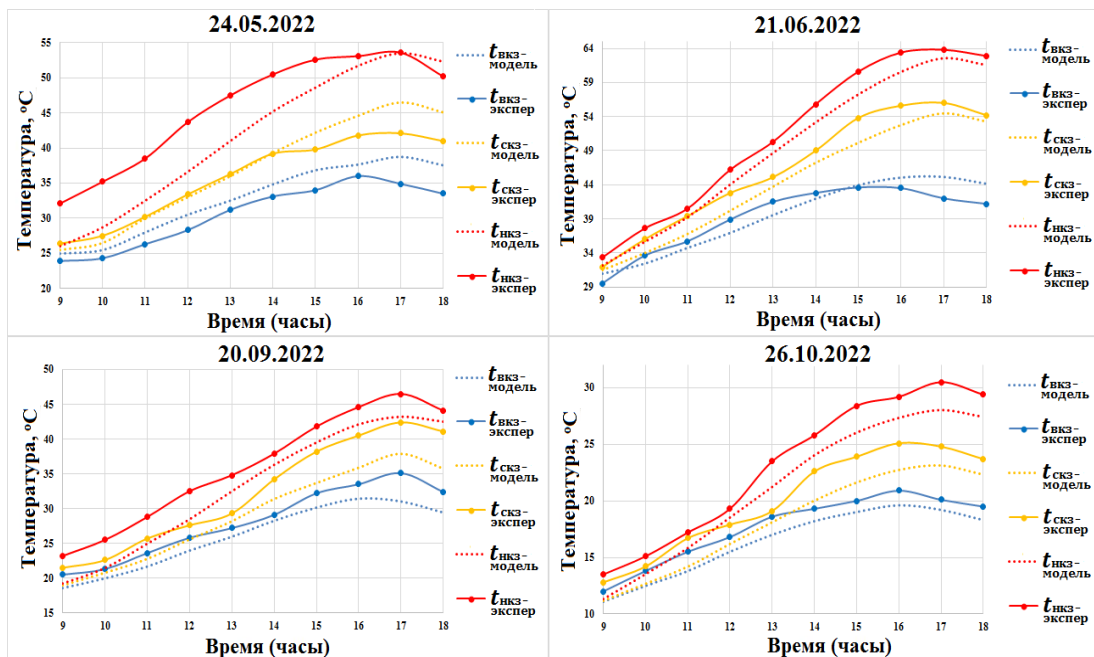 24.05.2022
Температура, °C
55
50
45
40
35
30
25
20
9 10 11 12 13 14 15 16 17 18
Время (часы)
tвкз-
модель
tвкз-
экспер
tскз-
модель
tскз-
экспер
tнкз-
модель
tнкз-
экспер
21.06.2022
Температура, °C
64
59
54
49
44
39
34
29
9 10 11 12 13 14 15 16 17 18
Время (часы)
tвкз-
модель
tвкз-
экспер
tскз-
модель
tскз-
экспер
tнкз-
модель
tнкз-
экспер
20.09.2022
Температура, °C
50
45
40
35
30
25
20
15
9 10 11 12 13 14 15 16 17 18
Время (часы)
tвкз-
модель
tвкз-
экспер
tскз-
модель
tскз-
экспер
tнкз-
модель
tнкз-
экспер
26.10.2022
Температура, °C
30
25
20
15
10
9 10 11 12 13 14 15 16 17 18
Время (часы)
tвкз-
модель
tвкз-
экспер
tскз-
модель
tскз-
экспер
tнкз-
модель
tнкз-
экспер